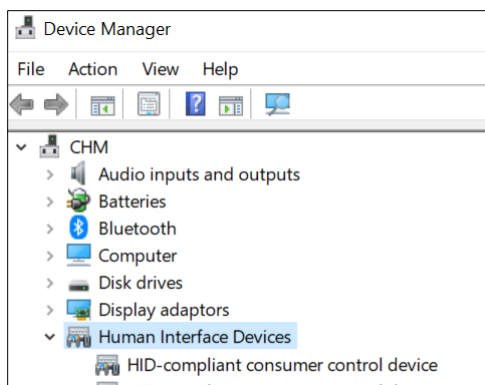 Device Manager
File Action View Help
CHM
Audio inputs and outputs
Batteries
Bluetooth
Computer
Disk drives
Display adaptors
Human Interface Devices
HID-compliant consumer control device